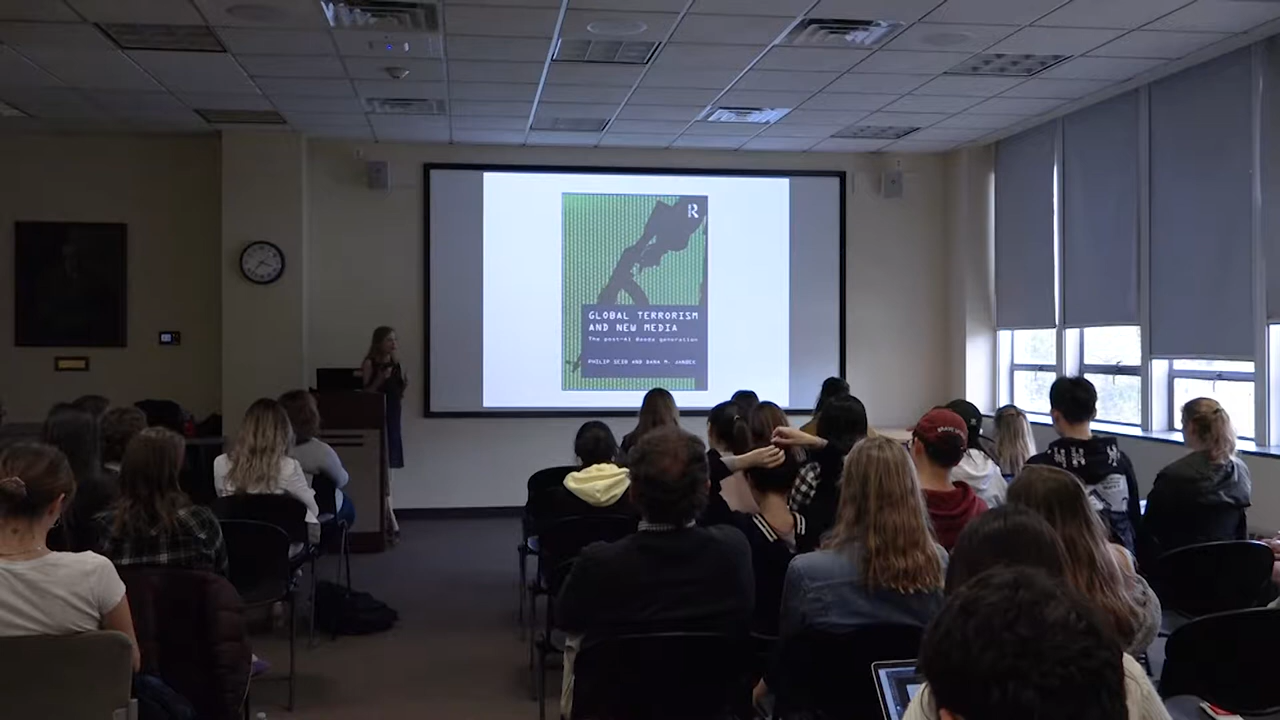 R
GLOBAL TERRORISM
AND NEW MEDIA
The post-Al Qaeda generation
PHILIP SEIB AND DANA M. JANBEK